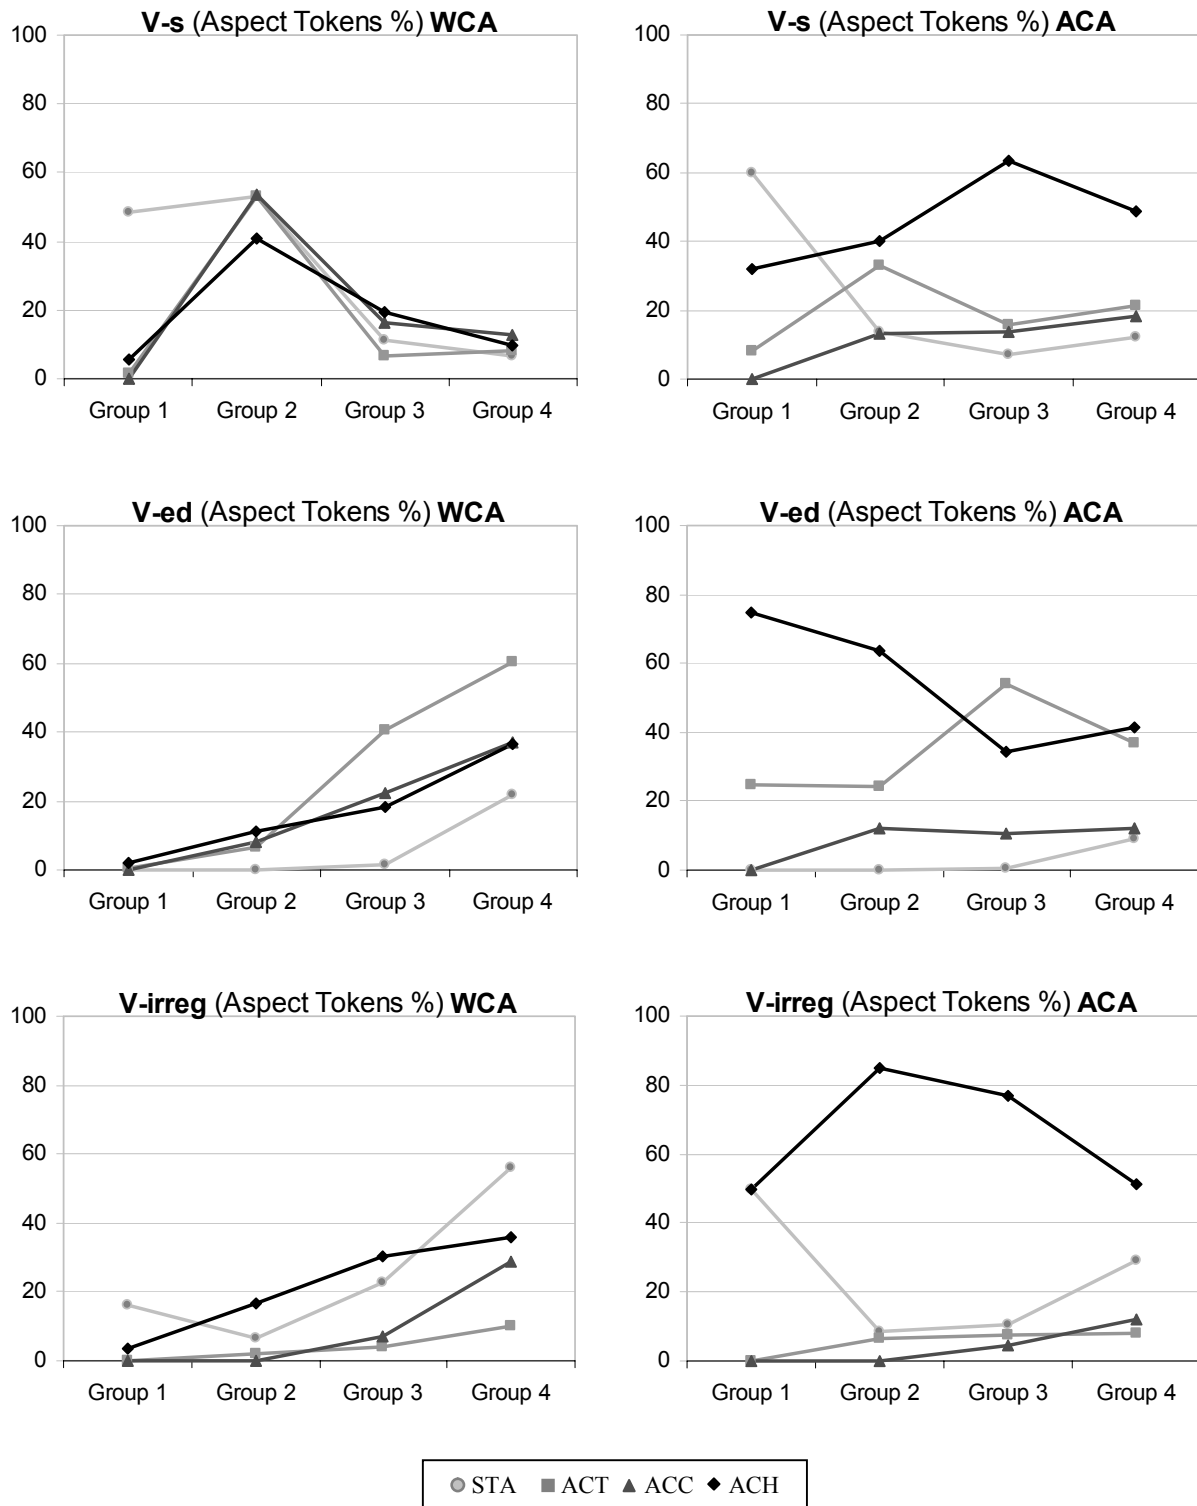 V-s (Aspect Tokens %) WCA
100
80
60
40
20
0
Group 1 Group 2 Group 3 Group 4
V-s (Aspect Tokens %) ACA
100
80
60
40
20
0
Group 1 Group 2 Group 3 Group 4
V-ed (Aspect Tokens %) WCA
100
80
60
40
20
0
Group 1 Group 2 Group 3 Group 4
V-ed (Aspect Tokens %) ACA
100
80
60
40
20
0
Group 1 Group 2 Group 3 Group 4
V-irreg (Aspect Tokens %) WCA
100
80
60
40
20
0
Group 1 Group 2 Group 3 Group 4
V-irreg (Aspect Tokens %) ACA
100
80
60
40
20
0
Group 1 Group 2 Group 3 Group 4
STA ACT ACC ACH